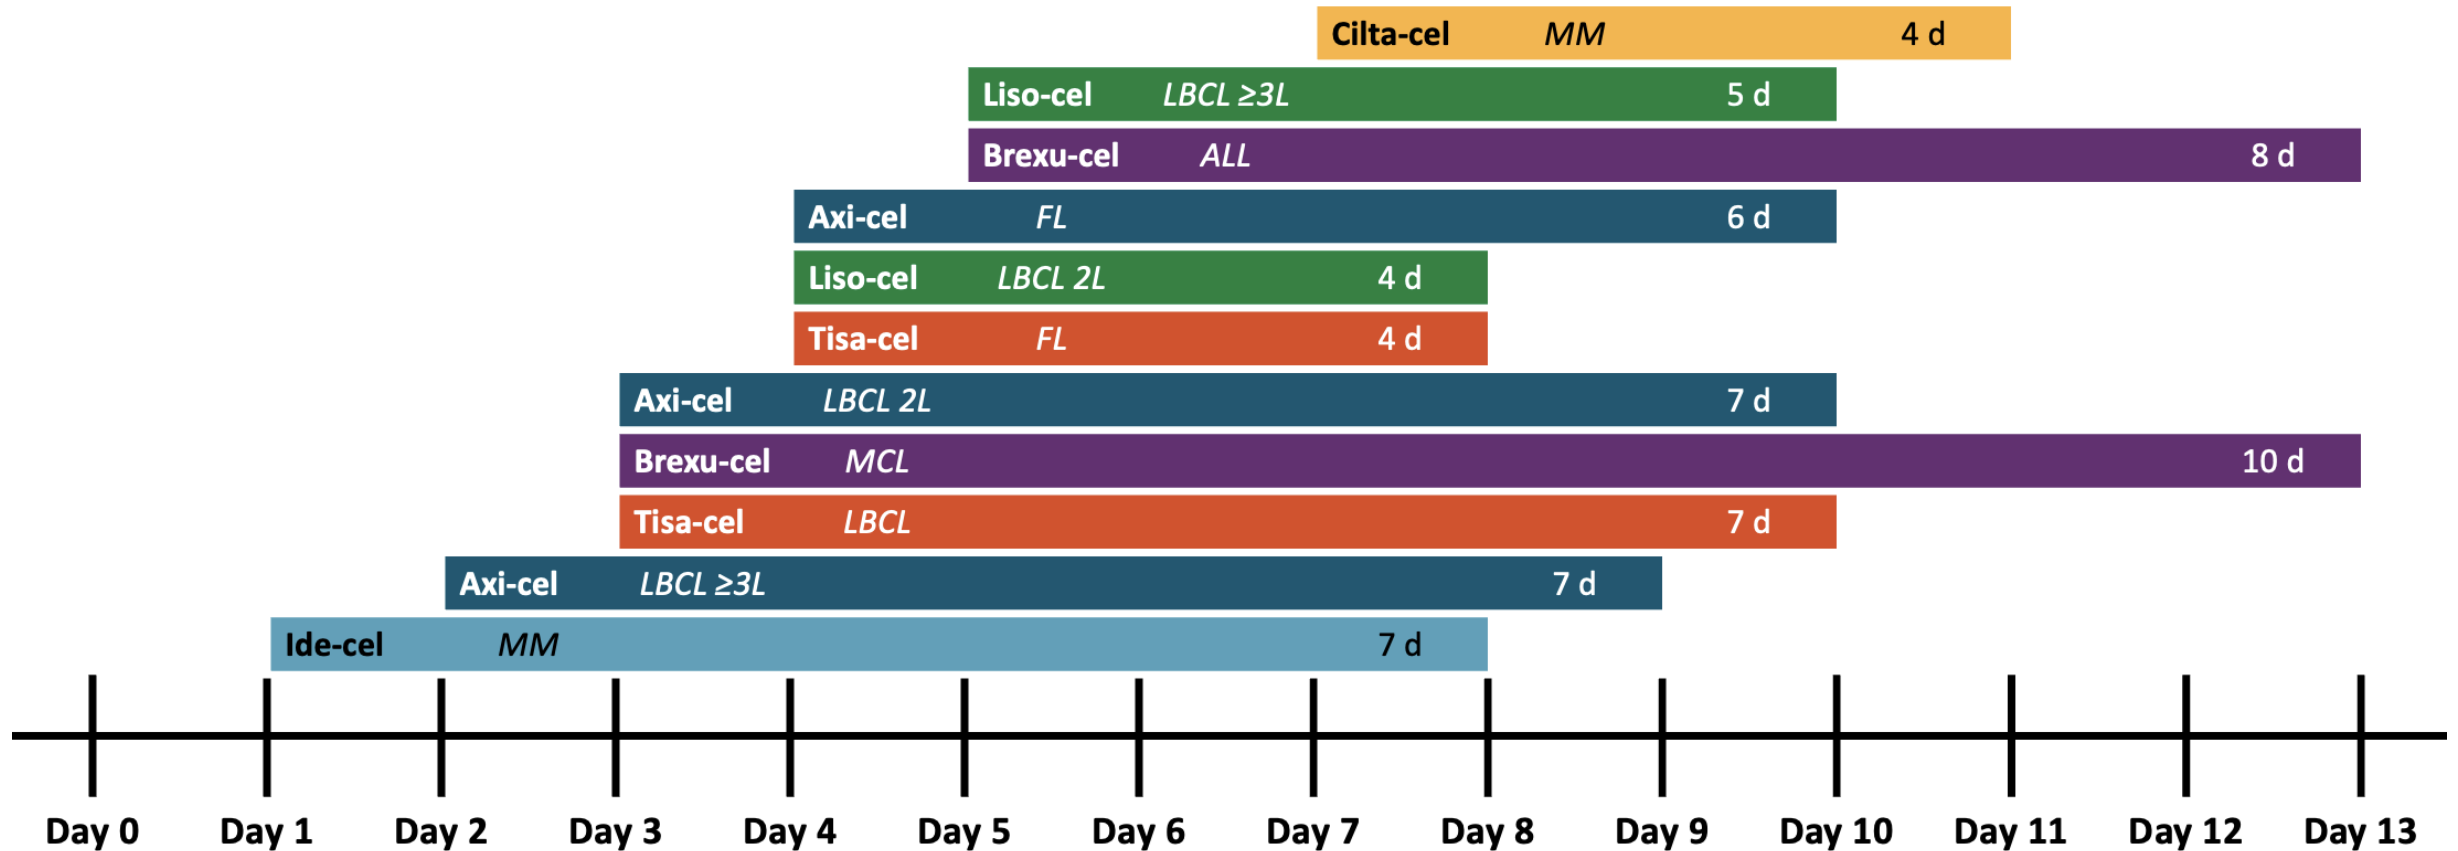 Cilta-cel MM 4 d
Liso-cel LBCL ≥3L 5 d
Brexu-cel ALL 8 d
Axi-cel FL 6 d
Liso-cel LBCL 2L 4 d
Tisa-cel FL 4 d
Axi-cel LBCL 2L 7 d
Brexu-cel MCL 10 d
Tisa-cel LBCL 7 d
Axi-cel LBCL ≥3L 7 d
Ide-cel MM 7 d
Day 0 Day 1 Day 2 Day 3 Day 4 Day 5 Day 6 Day 7 Day 8 Day 9 Day 10 Day 11 Day 12 Day 13